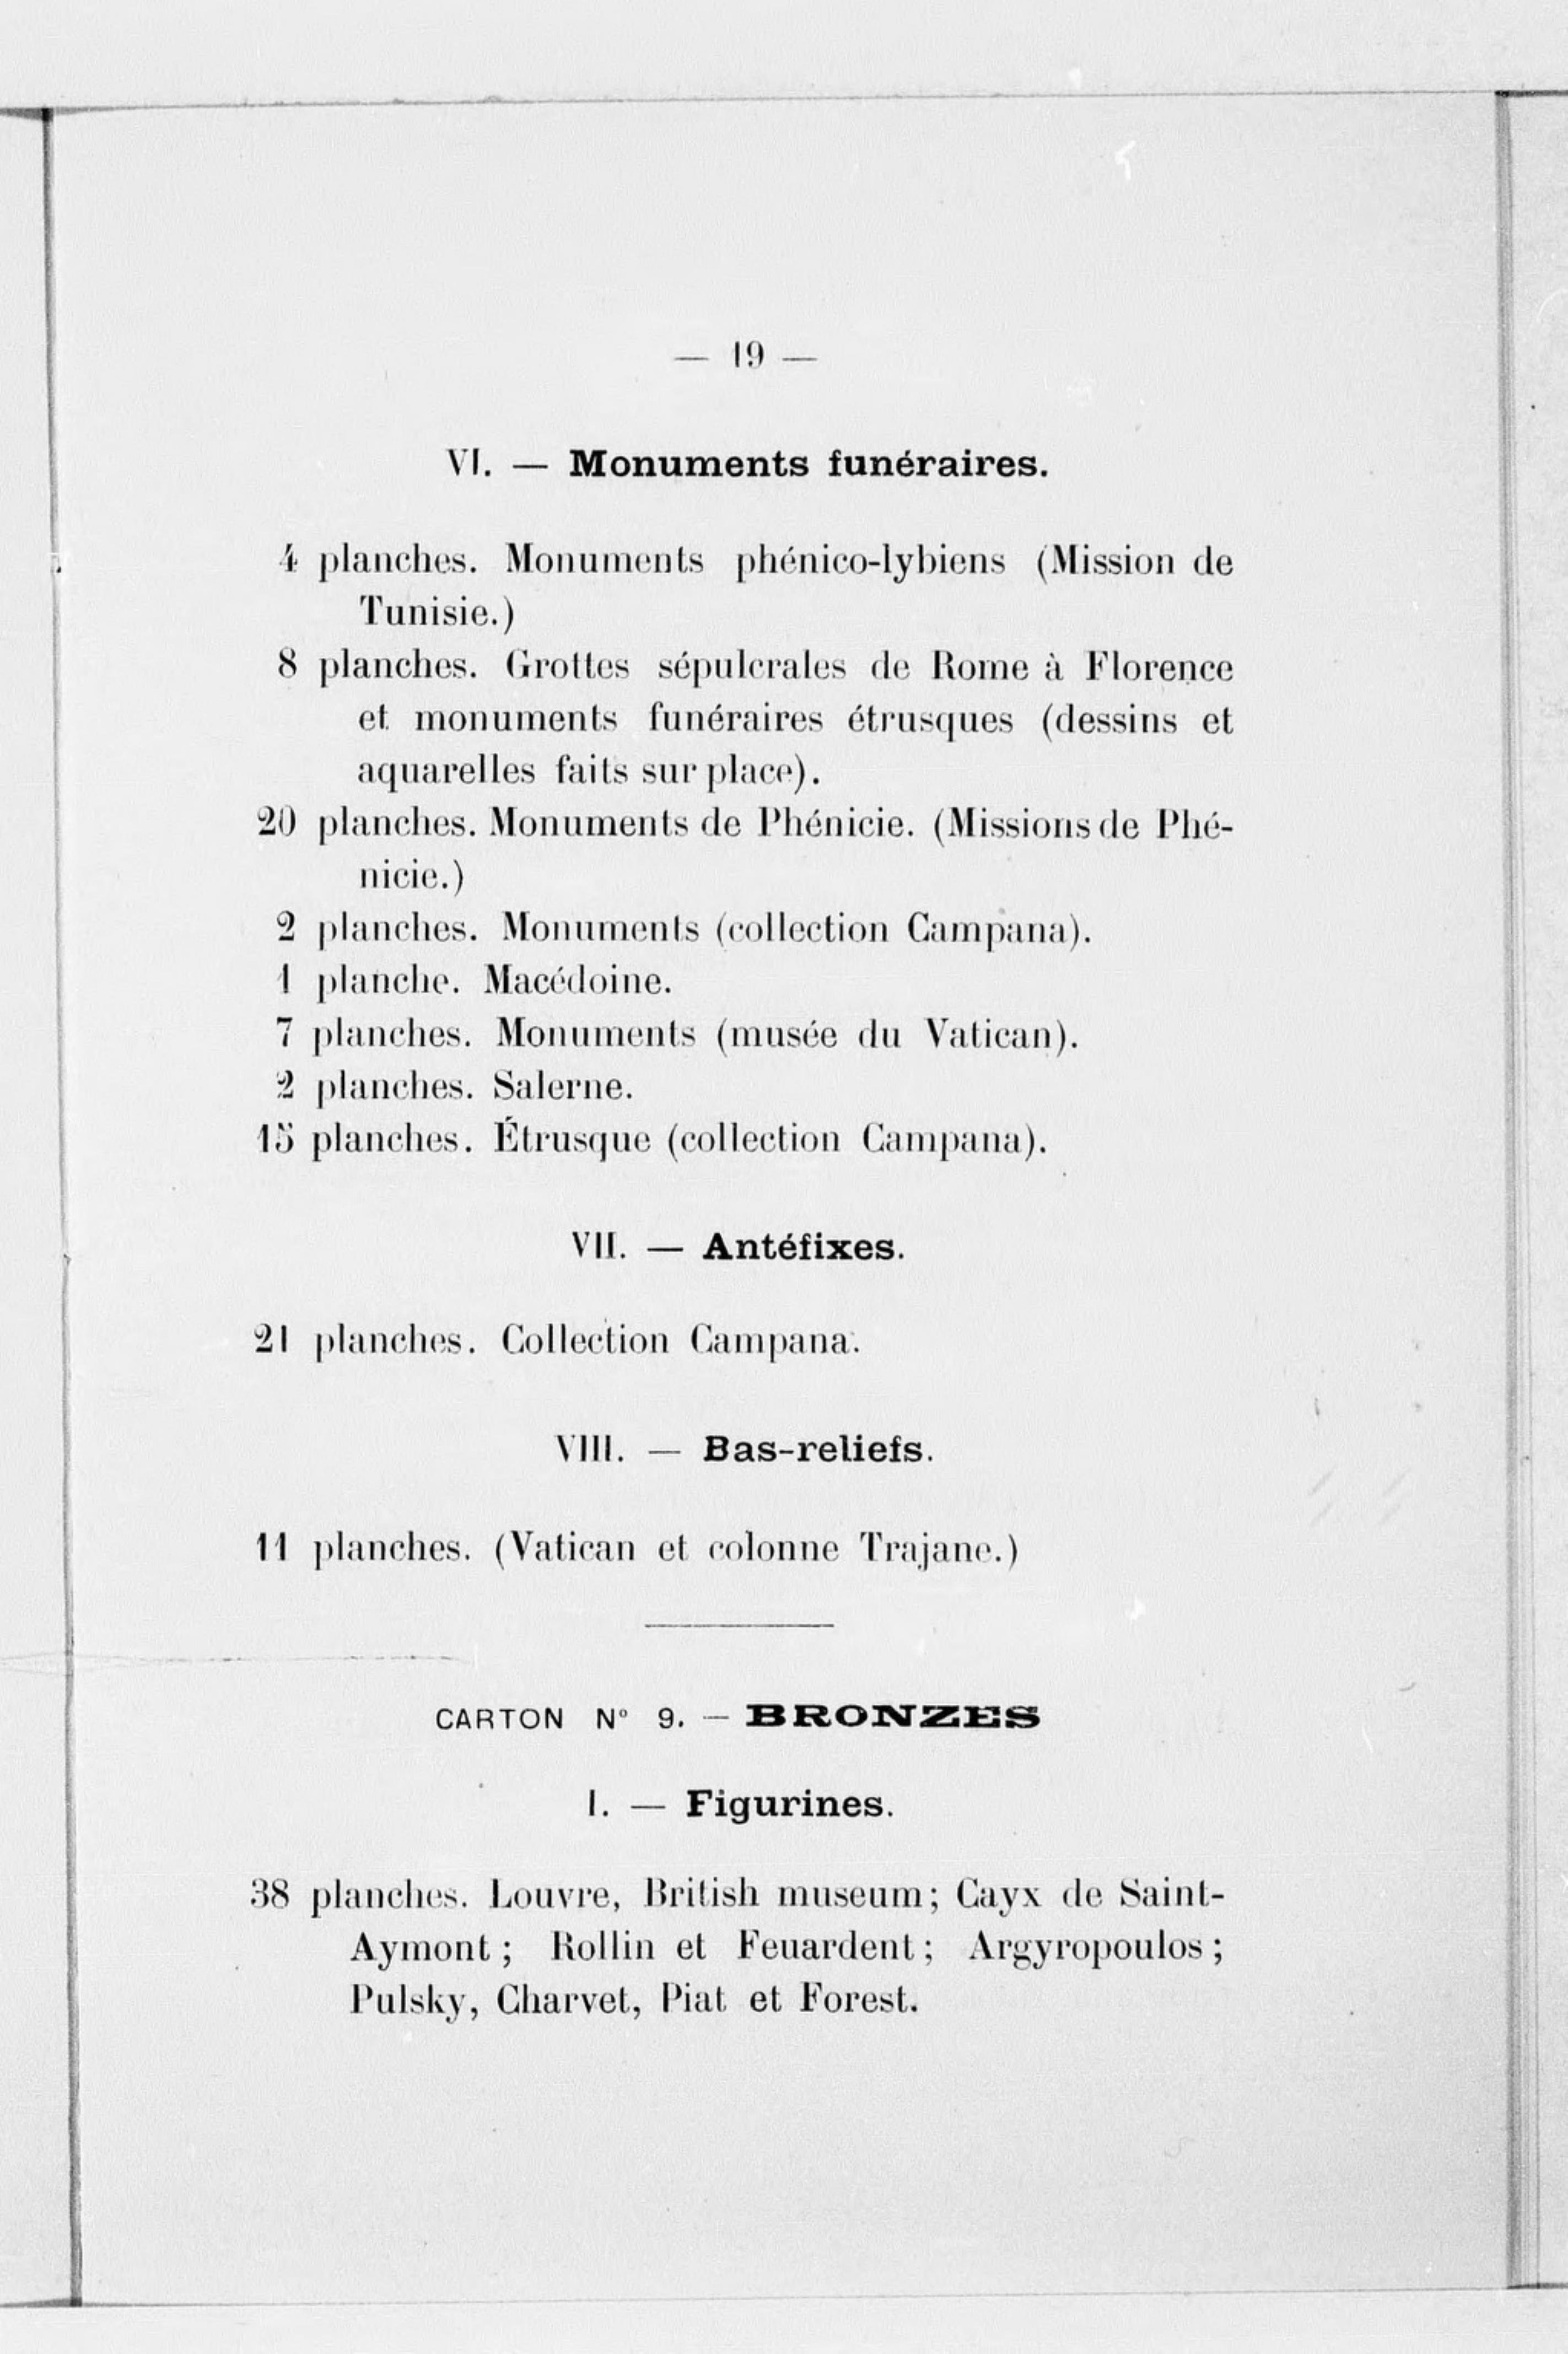 — 19 —
VI. — Monuments funéraires.
4 planches. Monuments phénico-lybiens (Mission de
Tunisie.)
8 planches. Grottes sépulcrales de Rome à Florence
et monuments funéraires étrusques (dessins et
aquarelles faits sur place).
20 planches. Monuments de Phénicie. (Missions de Phé-
nicie.)
2 planches. Monuments (collection Campana).
1 planche. Macédoine.
7 planches. Monuments (musée du Vatican).
2 planches. Salerne.
15 planches. Étrusque (collection Campana).
VII. — Antéfixes.
21 planches. Collection Campana.
VIII. — Bas-reliefs.
11 planches. (Vatican et colonne Trajane.)
CARTON N° 9. — BRONZES
I. — Figurines.
38 planches. Louvre, British museum; Cayx de Saint-
Aymont; Rollin et Feuardent; Argyropoulos;
Pulsky, Charvet, Piat et Forest.